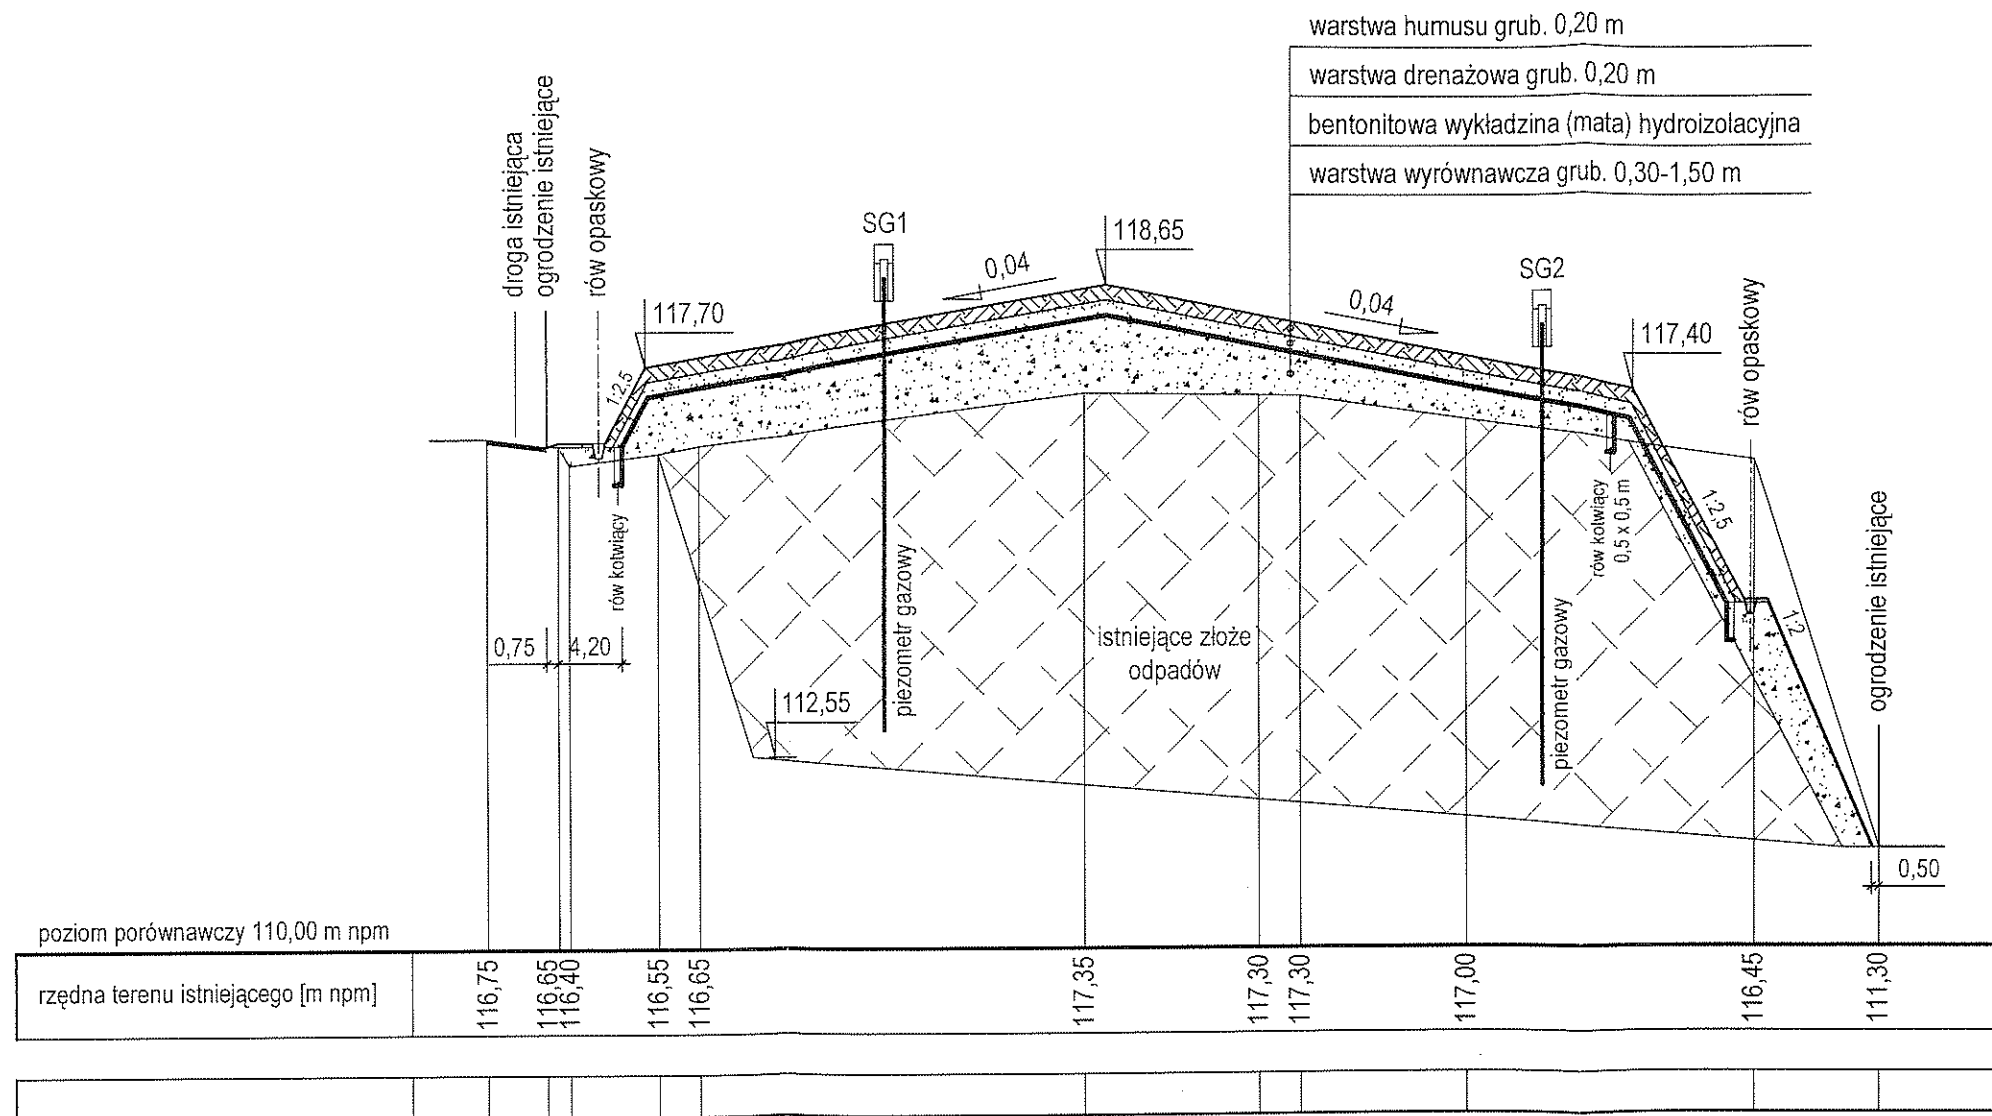 warstwa humusu grub. 0,20 m
warstwa drenażowa grub. 0,20 m
bentonitowa wykładzina (mata) hydroizolacyjna
warstwa wyrównawcza grub. 0,30-1,50 m
droga istniejąca
ogrodzenie istniejące
rów opaskowy
SG1
118,65
0,04
SG2
0,04
117,70
117,40
rów opaskowy
1:2,5
rów kotwiący
rów kotwiący
0,5 x 0,5 m
1:2,5
ogrodzenie istniejące
piezometr gazowy
istniejące złoże
odpadów
piezometr gazowy
1:2
0,75
4,20
112,55
0,50
poziom porównawczy 110,00 m npm
rzędna terenu istniejącego [m npm]
116,75
116,65
116,40
116,55
116,65
117,35
117,30
117,30
117,00
116,45
111,30